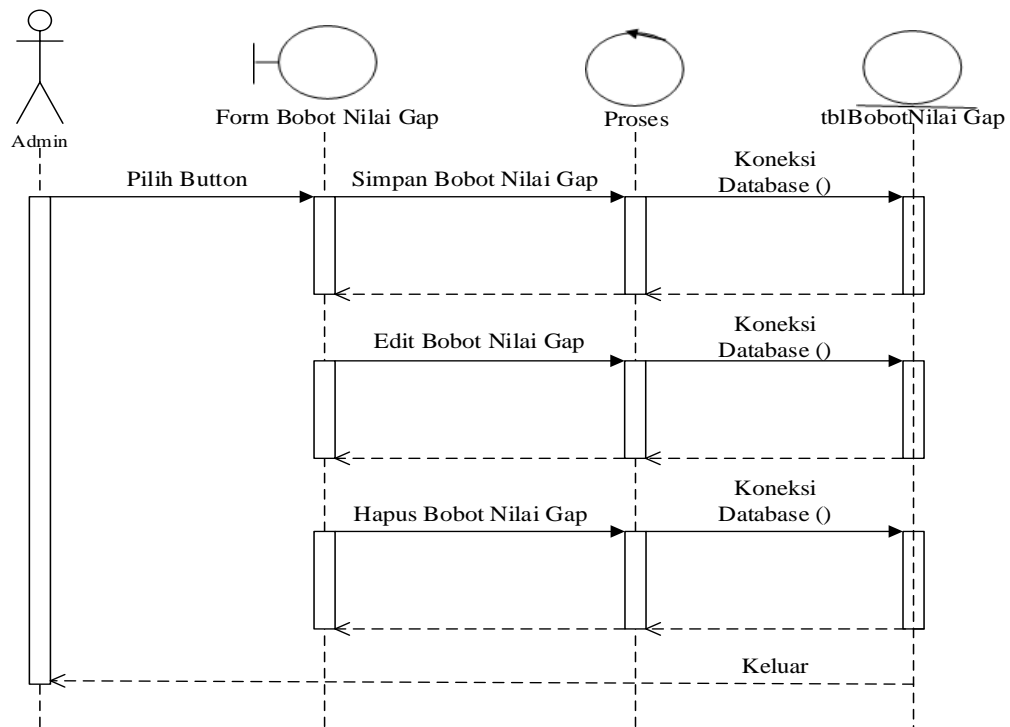 Admin
Form Bobot Nilai Gap
Proses
tblBobotNilai Gap
Pilih Button
Simpan Bobot Nilai Gap
Koneksi
Database ()
Edit Bobot Nilai Gap
Koneksi
Database ()
Hapus Bobot Nilai Gap
Koneksi
Database ()
Keluar